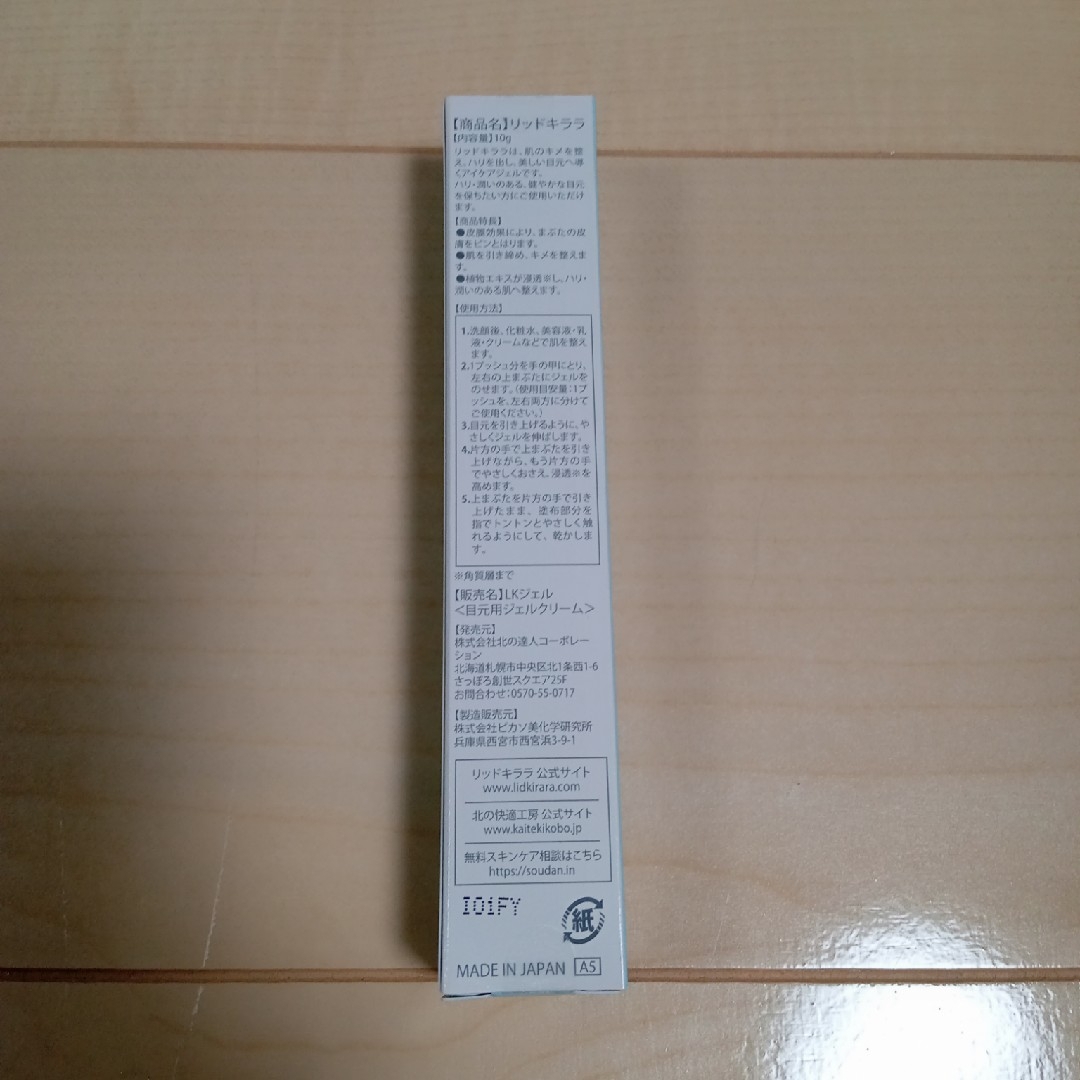 【商品名】リッドキララ
【内容量】10g
リッドキララは、肌のキメを整
え、ハリを出し、美しい目元へ導
くアイケアジェルです。
ハリ・潤いのある、健やかな目元
を保ちたい方にご使用いただけ
ます。
【商品特長】
●皮膜効果により、まぶたの皮
膚をピンとはります。
●肌を引き締め、キメを整えま
す。
●植物エキスが浸透※し、ハリ・
潤いのある肌へ整えます。
【使用方法】
1.洗顔後、化粧水、美容液・乳
液・クリームなどで肌を整え
ます。
2.1プッシュ分を手の甲にとり、
左右の上まぶたにジェルを
のせます。（使用目安量：1プ
ッシュを、左右両方に分けて
ご使用ください。）
3.目元を引き上げるように、や
さしくジェルを伸ばします。
4.片方の手で上まぶたを引き
上げながら、もう片方の手
でやさしくおさえ、浸透※を
高めます。
5.上まぶたを片方の手で引き
上げたまま、塗布部分を
指でトントンとやさしく触
れるようにして、乾かしま
す。
※角質層まで
【販売名】LKジェル
＜目元用ジェルクリーム＞
【発売元】
株式会社北の達人コーポレー
ション
北海道札幌市中央区北1条西1-6
さっぽろ創世スクエア25F
お問合わせ：0570-55-0717
【製造販売元】
株式会社ピカソ美化学研究所
兵庫県西宮市西宮浜3-9-1
リッドキララ 公式サイト
www.lidkirara.com
北の快適工房 公式サイト
www.kaitekikobo.jp
無料スキンケア相談はこちら
https://soudan.in
IOiFY
紙
MADE IN JAPAN A5